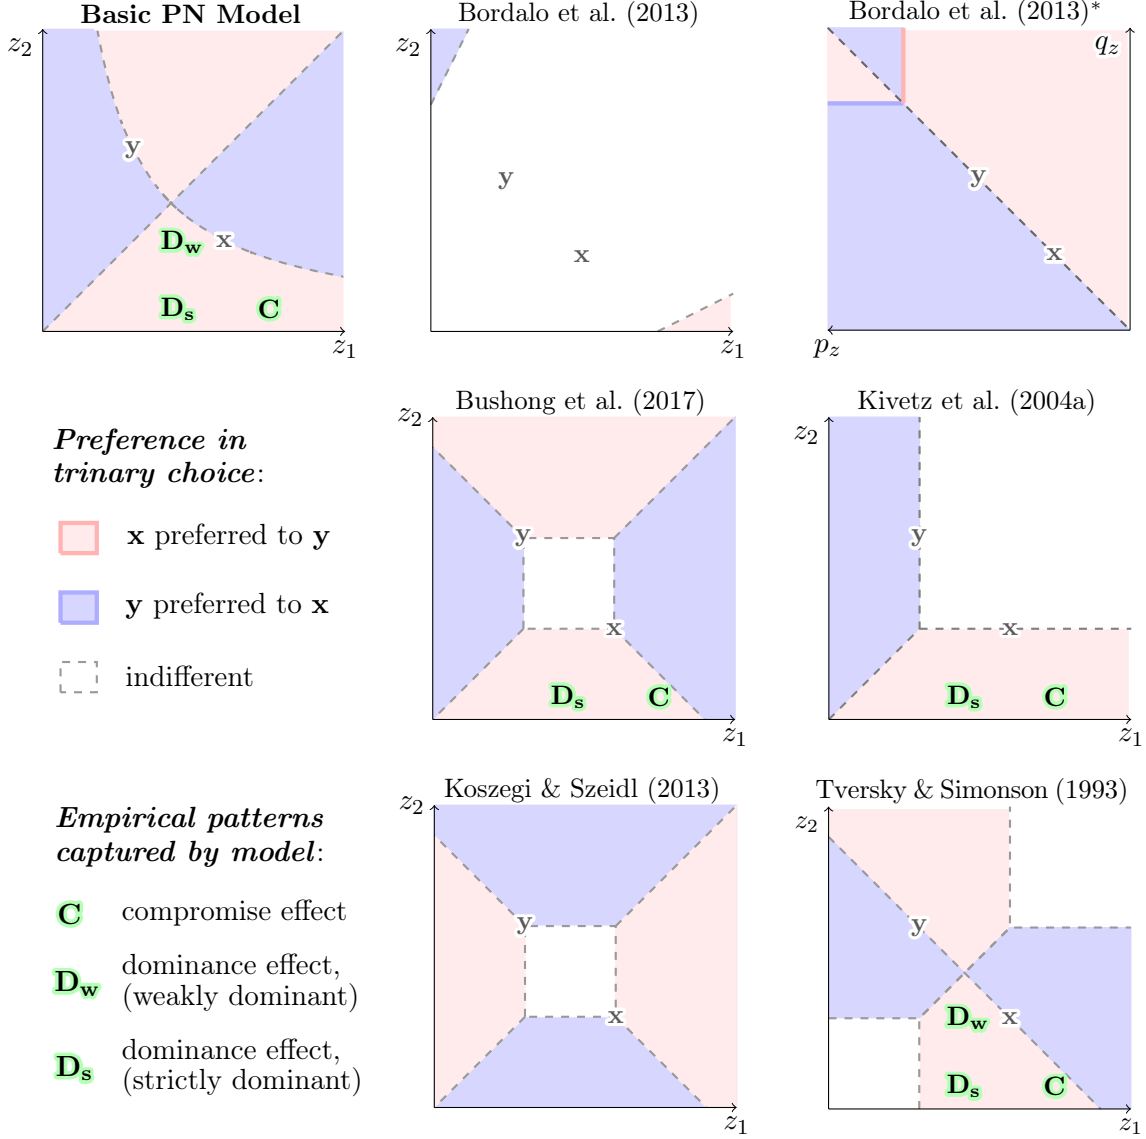 Basic PN Model
z2
y
x
Dw
Ds
C
z1
Bordalo et al. (2013)
z2
y
x
z1
Bordalo et al. (2013)*
qz
y
x
pz
Preference in
trinary choice:
x preferred to y
y preferred to x
indifferent
Bushong et al. (2017)
z2
y
x
Ds
C
z1
Kivetz et al. (2004a)
z2
y
x
Ds
C
z1
Empirical patterns
captured by model:
C compromise effect
Dw dominance effect,
(weakly dominant)
Ds dominance effect,
(strictly dominant)
Koszegi & Szeidl (2013)
z2
y
x
z1
Tversky & Simonson (1993)
z2
y
Dw
x
Ds
C
z1